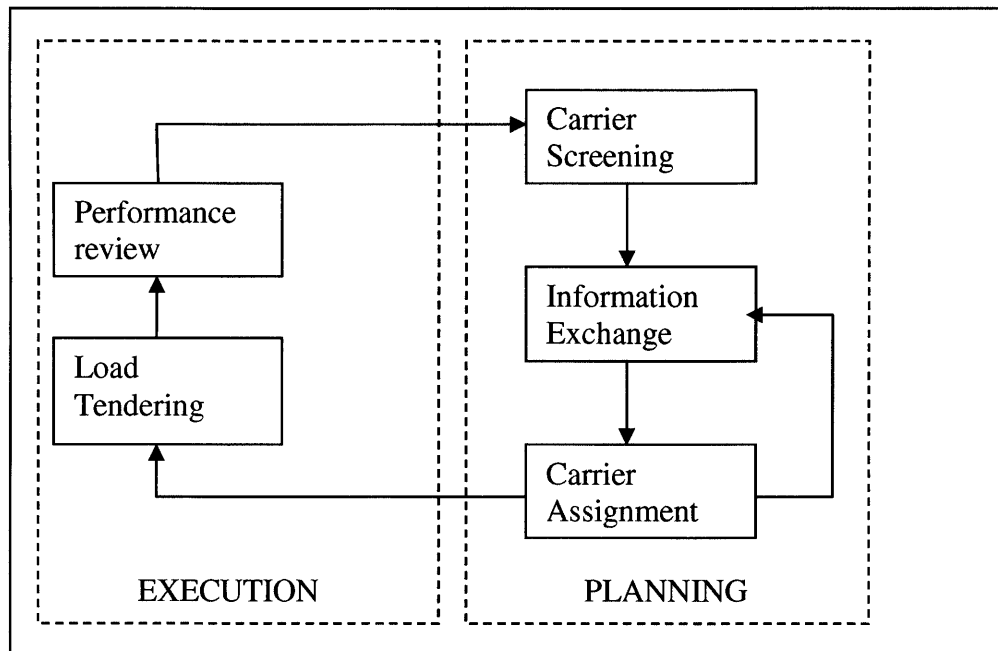 Carrier
Screening
Performance
review
Information
Exchange
Load
Tendering
Carrier
Assignment
EXECUTION
PLANNING